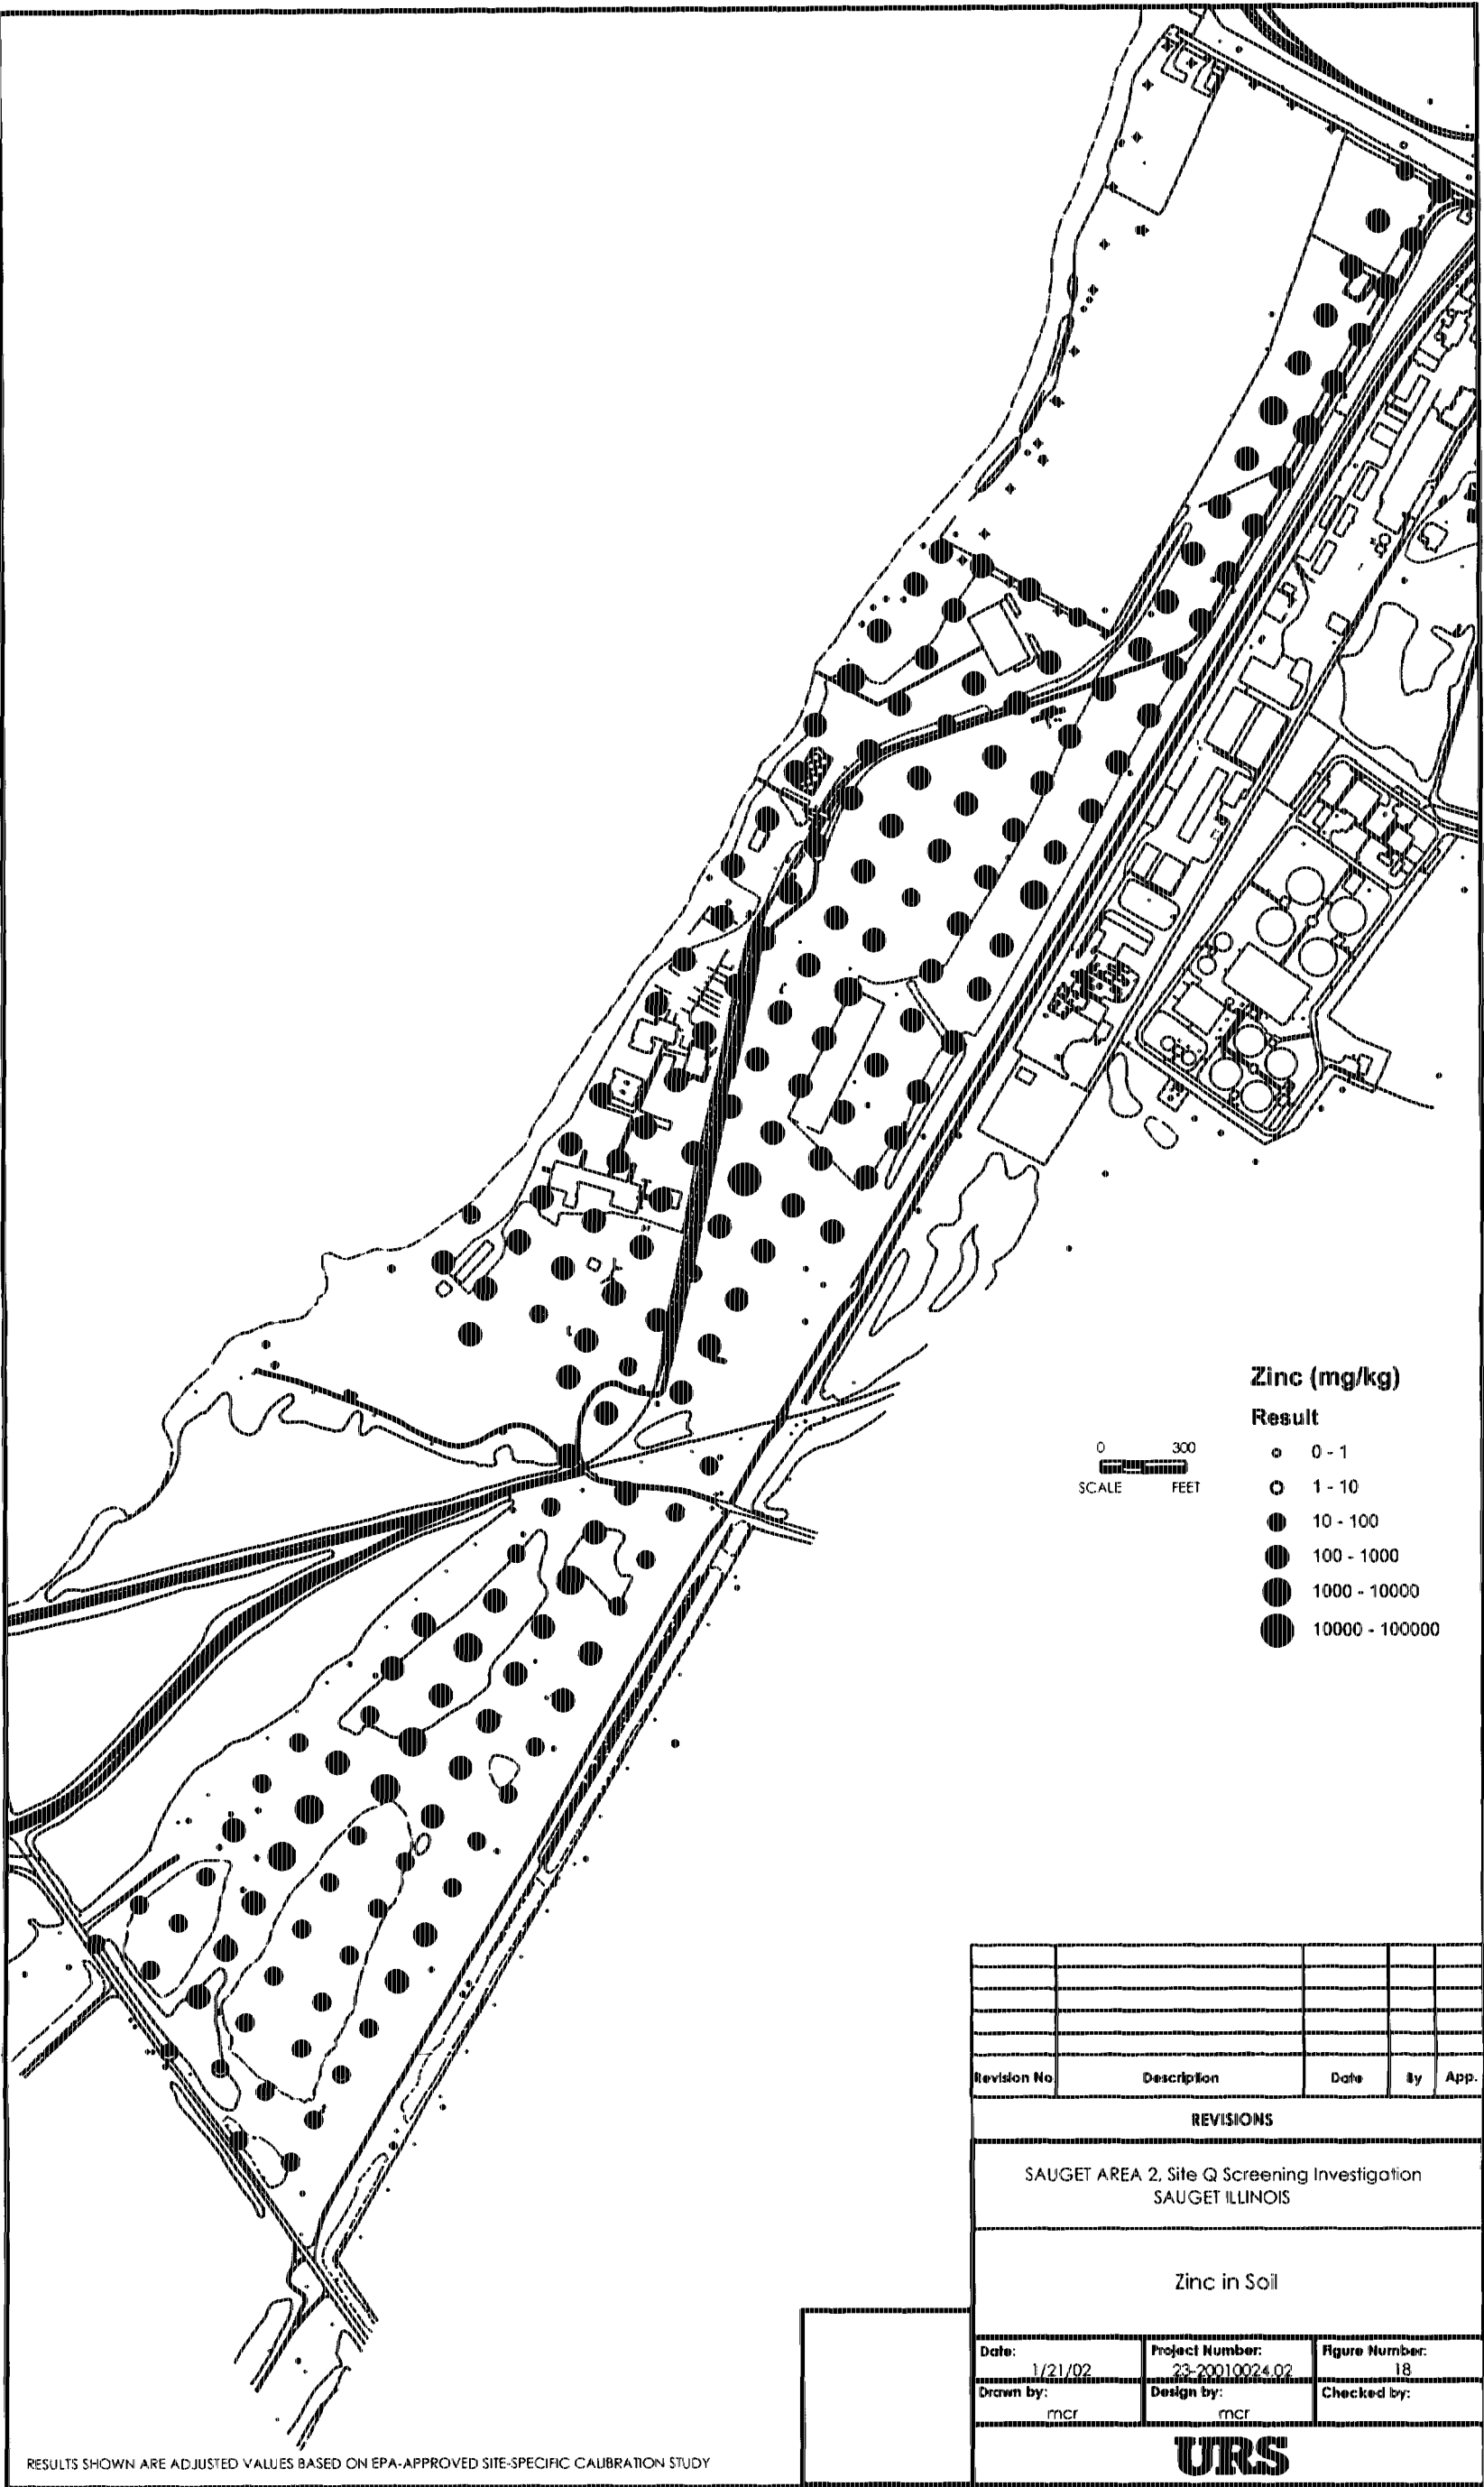 Zinc (mg/kg)
Result
0 - 1
1 - 10
10 - 100
100 - 1000
1000 - 10000
10000 - 100000
0 300
SCALE FEET
Revision No Description Date By App.
REVISIONS
SAUGET AREA 2, Site Q Screening Investigation
SAUGET ILLINOIS
Zinc in Soil
Date: Project Number: Figure Number:
1/21/02 23-20010024.02 18
Drawn by: Design by: Checked by:
mcr mcr
URS
RESULTS SHOWN ARE ADJUSTED VALUES BASED ON EPA-APPROVED SITE-SPECIFIC CALIBRATION STUDY